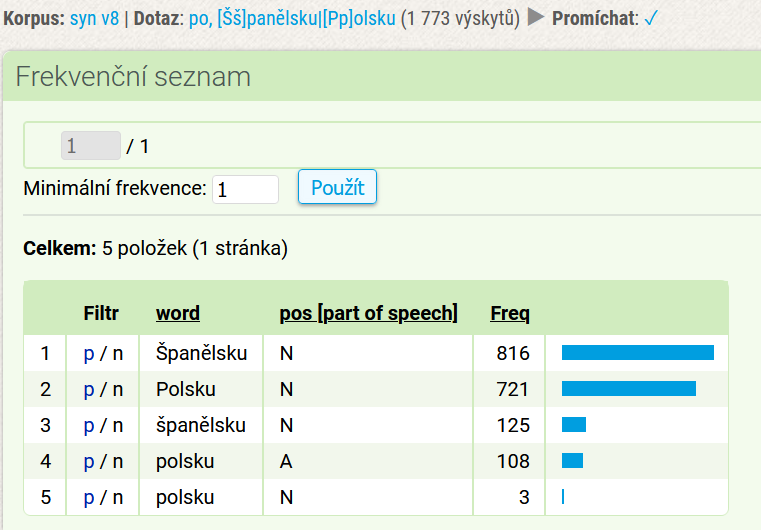 Korpus: syn v8 | Dotaz: po, [Šš]panělsku|[Pp]olsku (1 773 výskytů) ▶ Promíchat: ✓
Frekvenční seznam
1 / 1
Minimální frekvence: 1 Použít
Celkem: 5 položek (1 stránka)
Filtr word pos [part of speech] Freq
1 p / n Španělsku N 816
2 p / n Polsku N 721
3 p / n španělsku N 125
4 p / n polsku A 108
5 p / n polsku N 3